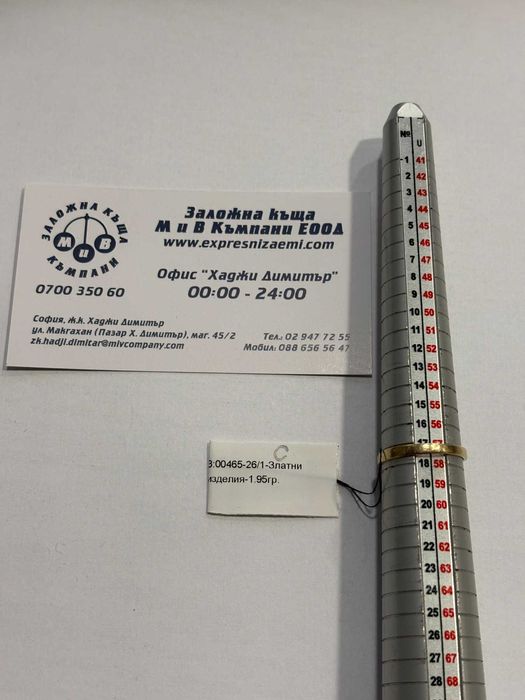 ЗАЛОЖНА КЪЩА
М и В
КЪМПАНИ
0700 350 60
Заложна къща
М и В Къмпани ЕООД
www.expresnizaemi.com
Офис "Хаджи Димитър"
00:00 - 24:00
София, ж.к. Хаджи Димитър
ул. Макгахан (Пазар Х. Димитър), маг. 45/2
zk.hadji.dimitar@mivcompany.com
Тел.: 02 947 72 55
Мобил.: 088 656 56 47
3:00465-26/1-Златни
изделия-1.95гр.
№ U
1 41
2 42
3 43
4 44
5 45
6 46
7 47
8 48
9 49
10 50
11 51
12 52
13 53
14 54
15 55
16 56
17 57
18 58
19 59
20 60
21 61
22 62
23 63
24 64
25 65
26 66
27 67
28 68